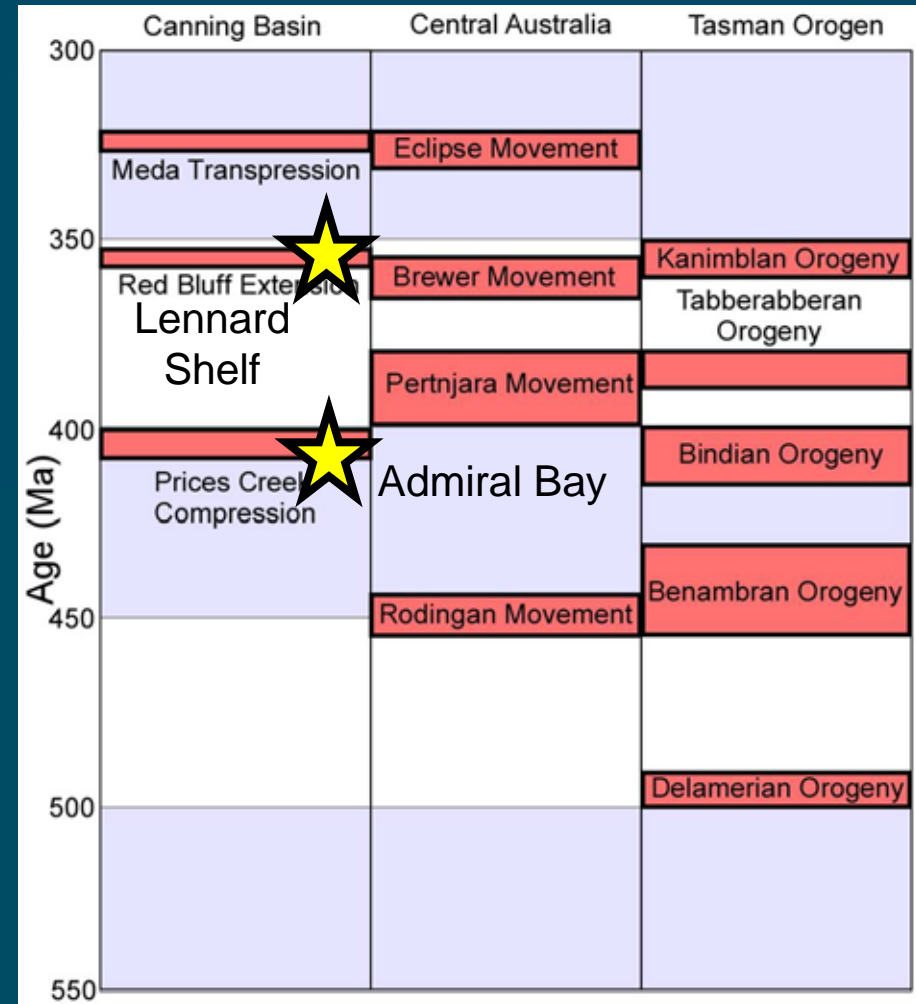 Canning Basin
Central Australia
Tasman Orogen
300
Eclipse Movement
Meda Transpression
350
Kanimblan Orogeny
Brewer Movement
Red Bluff Extension
Tabberabberan
Orogeny
Lennard
Shelf
Pertnjara Movement
400
Bindian Orogeny
Prices Creek
Compression
Admiral Bay
Age (Ma)
Benambran Orogeny
450
Rodingan Movement
Delamerian Orogeny
500
550